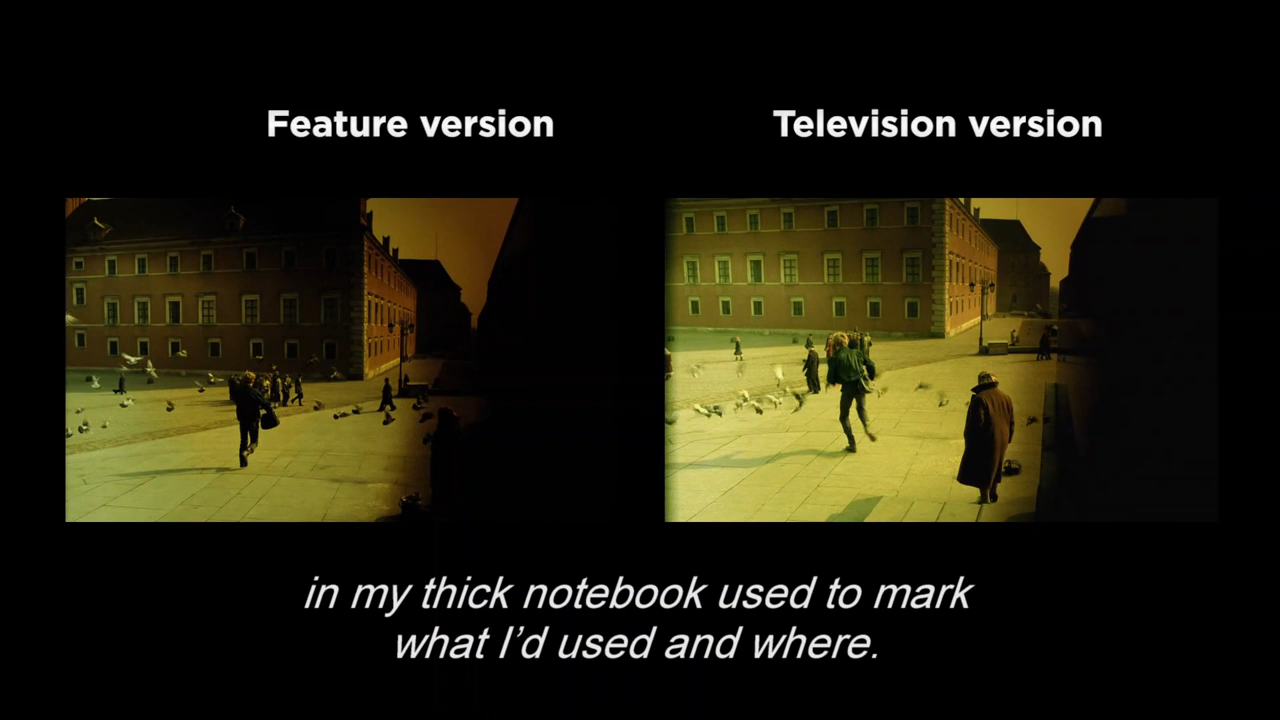 Feature version
Television version
in my thick notebook used to mark
what I'd used and where.